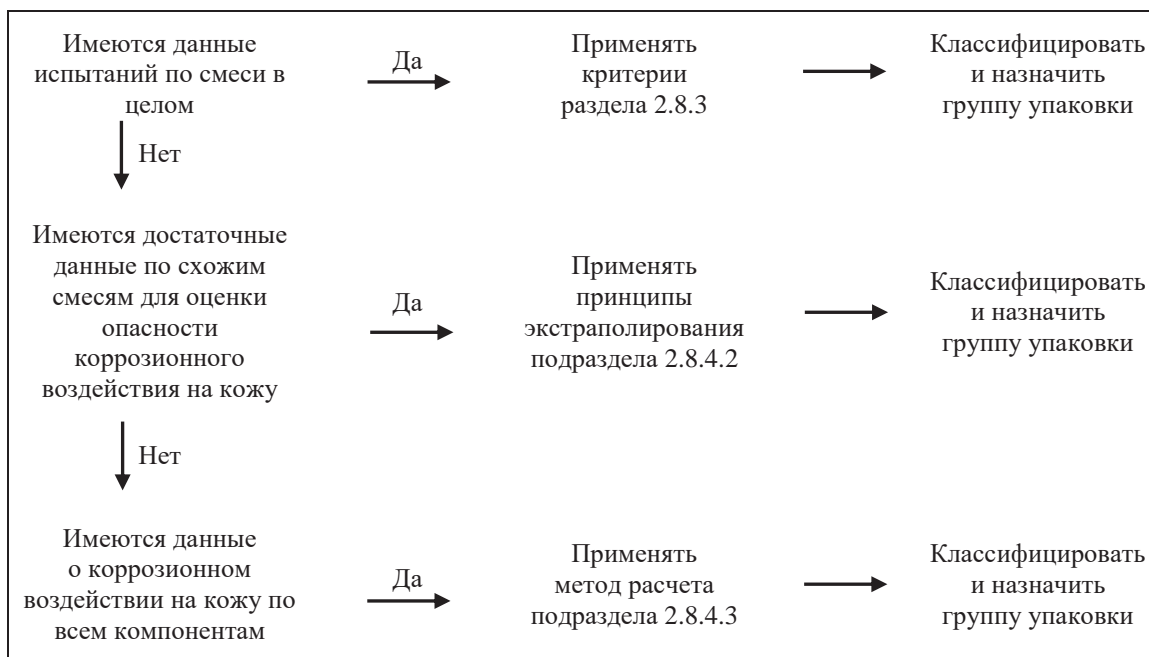 Имеются данные
испытаний по смеси в
целом
Да
Применять
критерии
раздела 2.8.3
Классифицировать
и назначить
группу упаковки
Нет
Имеются достаточные
данные по схожим
смесям для оценки
опасности
коррозионного
воздействия на кожу
Да
Применять
принципы
экстраполирования
подраздела 2.8.4.2
Классифицировать
и назначить
группу упаковки
Нет
Имеются данные
о коррозионном
воздействии на кожу по
всем компонентам
Да
Применять
метод расчета
подраздела 2.8.4.3
Классифицировать
и назначить
группу упаковки